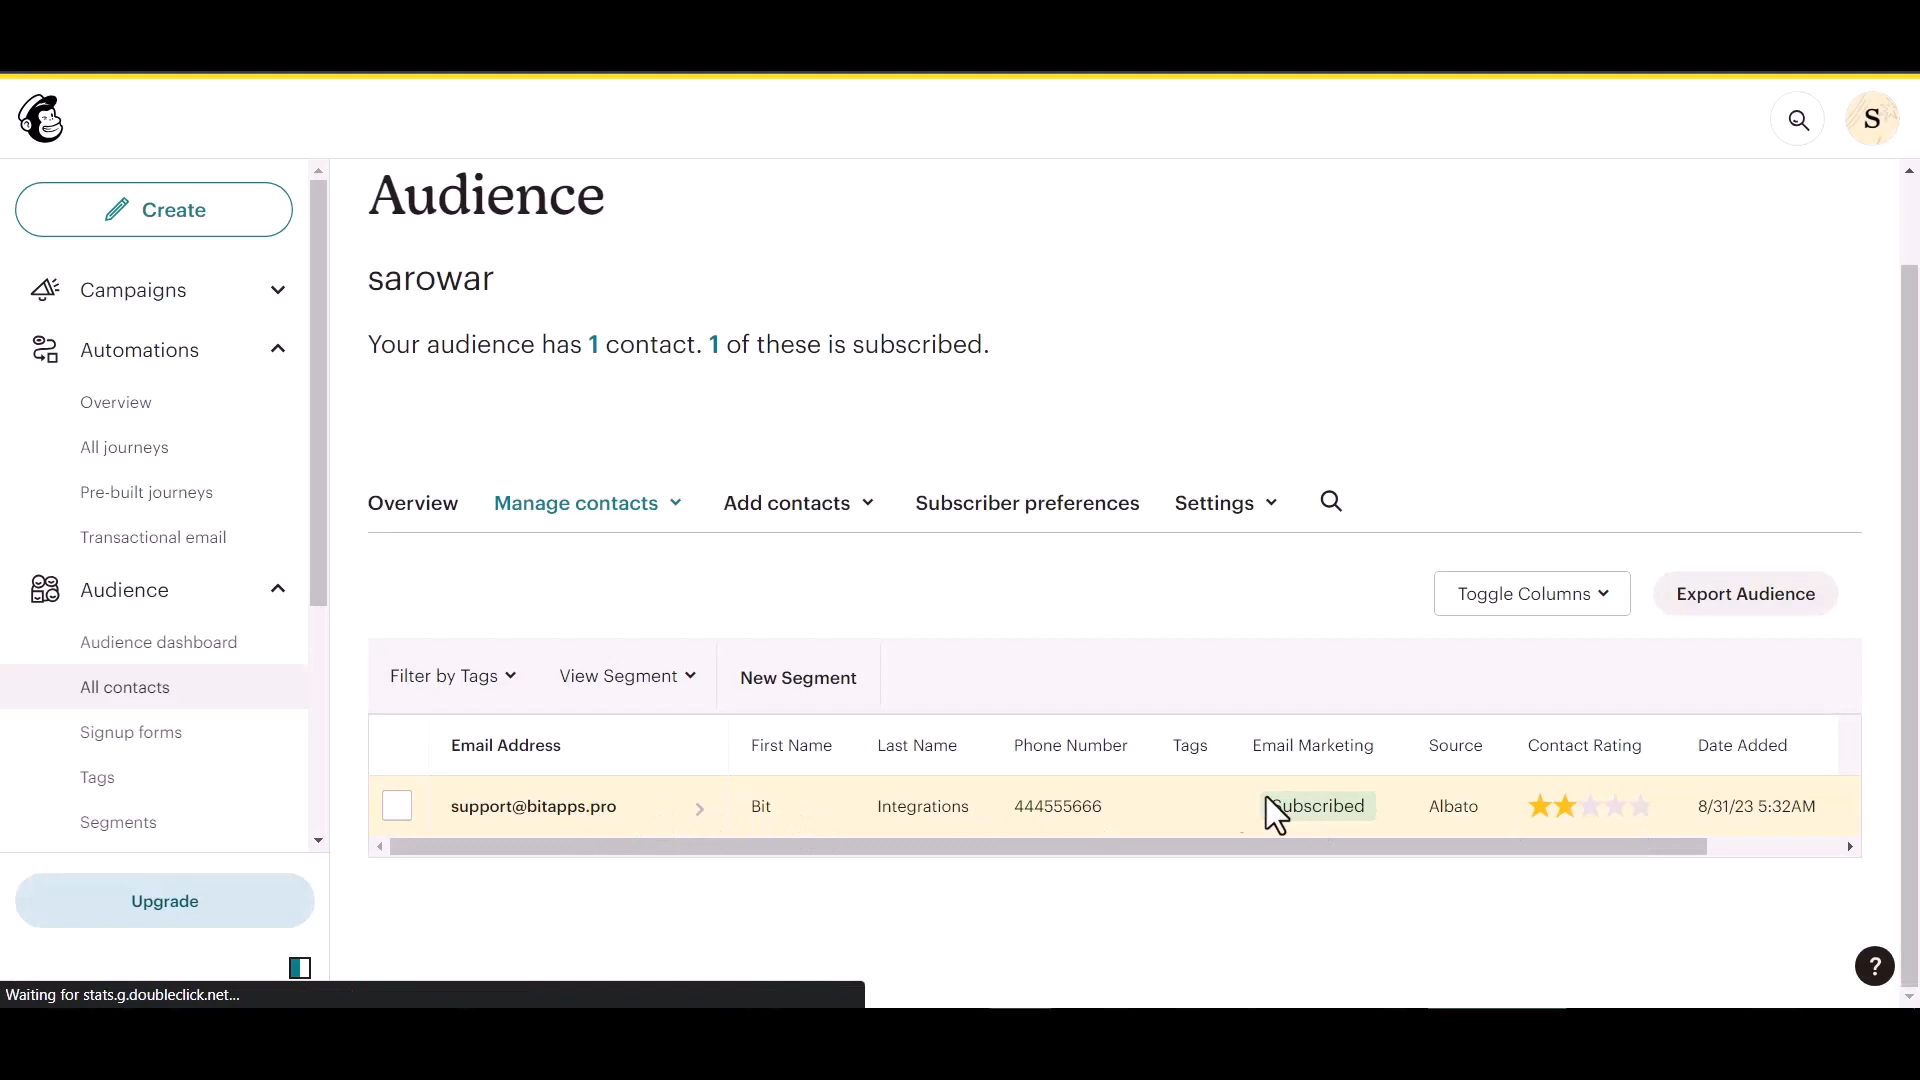 S
Create
Campaigns
Automations
Overview
All journeys
Pre-built journeys
Transactional email
Audience
Audience dashboard
All contacts
Signup forms
Tags
Segments
Upgrade
Audience
sarowar
Your audience has 1 contact. 1 of these is subscribed.
Overview Manage contacts Add contacts Subscriber preferences Settings
Toggle Columns Export Audience
Filter by Tags View Segment New Segment
Email Address First Name Last Name Phone Number Tags Email Marketing Source Contact Rating Date Added
support@bitapps.pro Bit Integrations 444555666 Subscribed Albato 8/31/23 5:32AM
?
Waiting for stats.g.doubleclick.net...